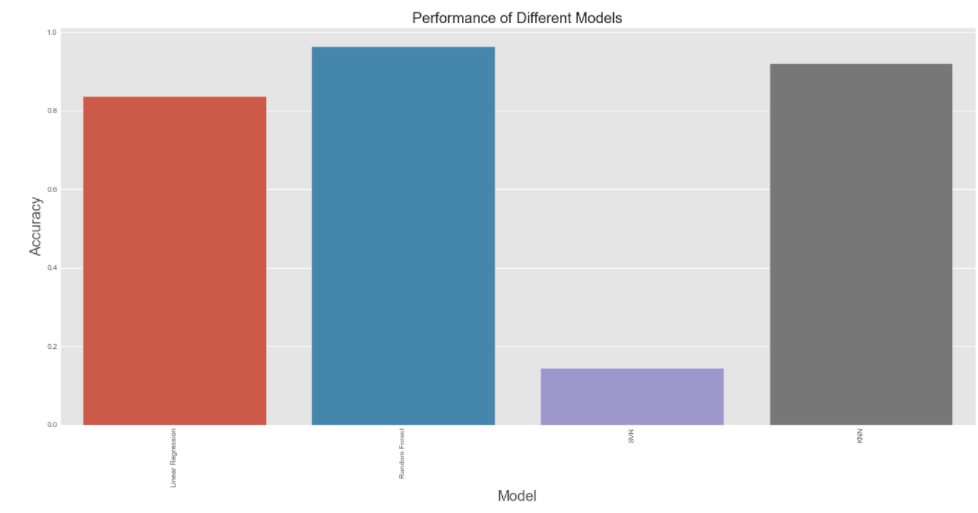 Performance of Different Models
1.0
0.8
0.6
0.4
0.2
0.0
Accuracy
Linear Regression
Random Forest
SVR
KNN
Model